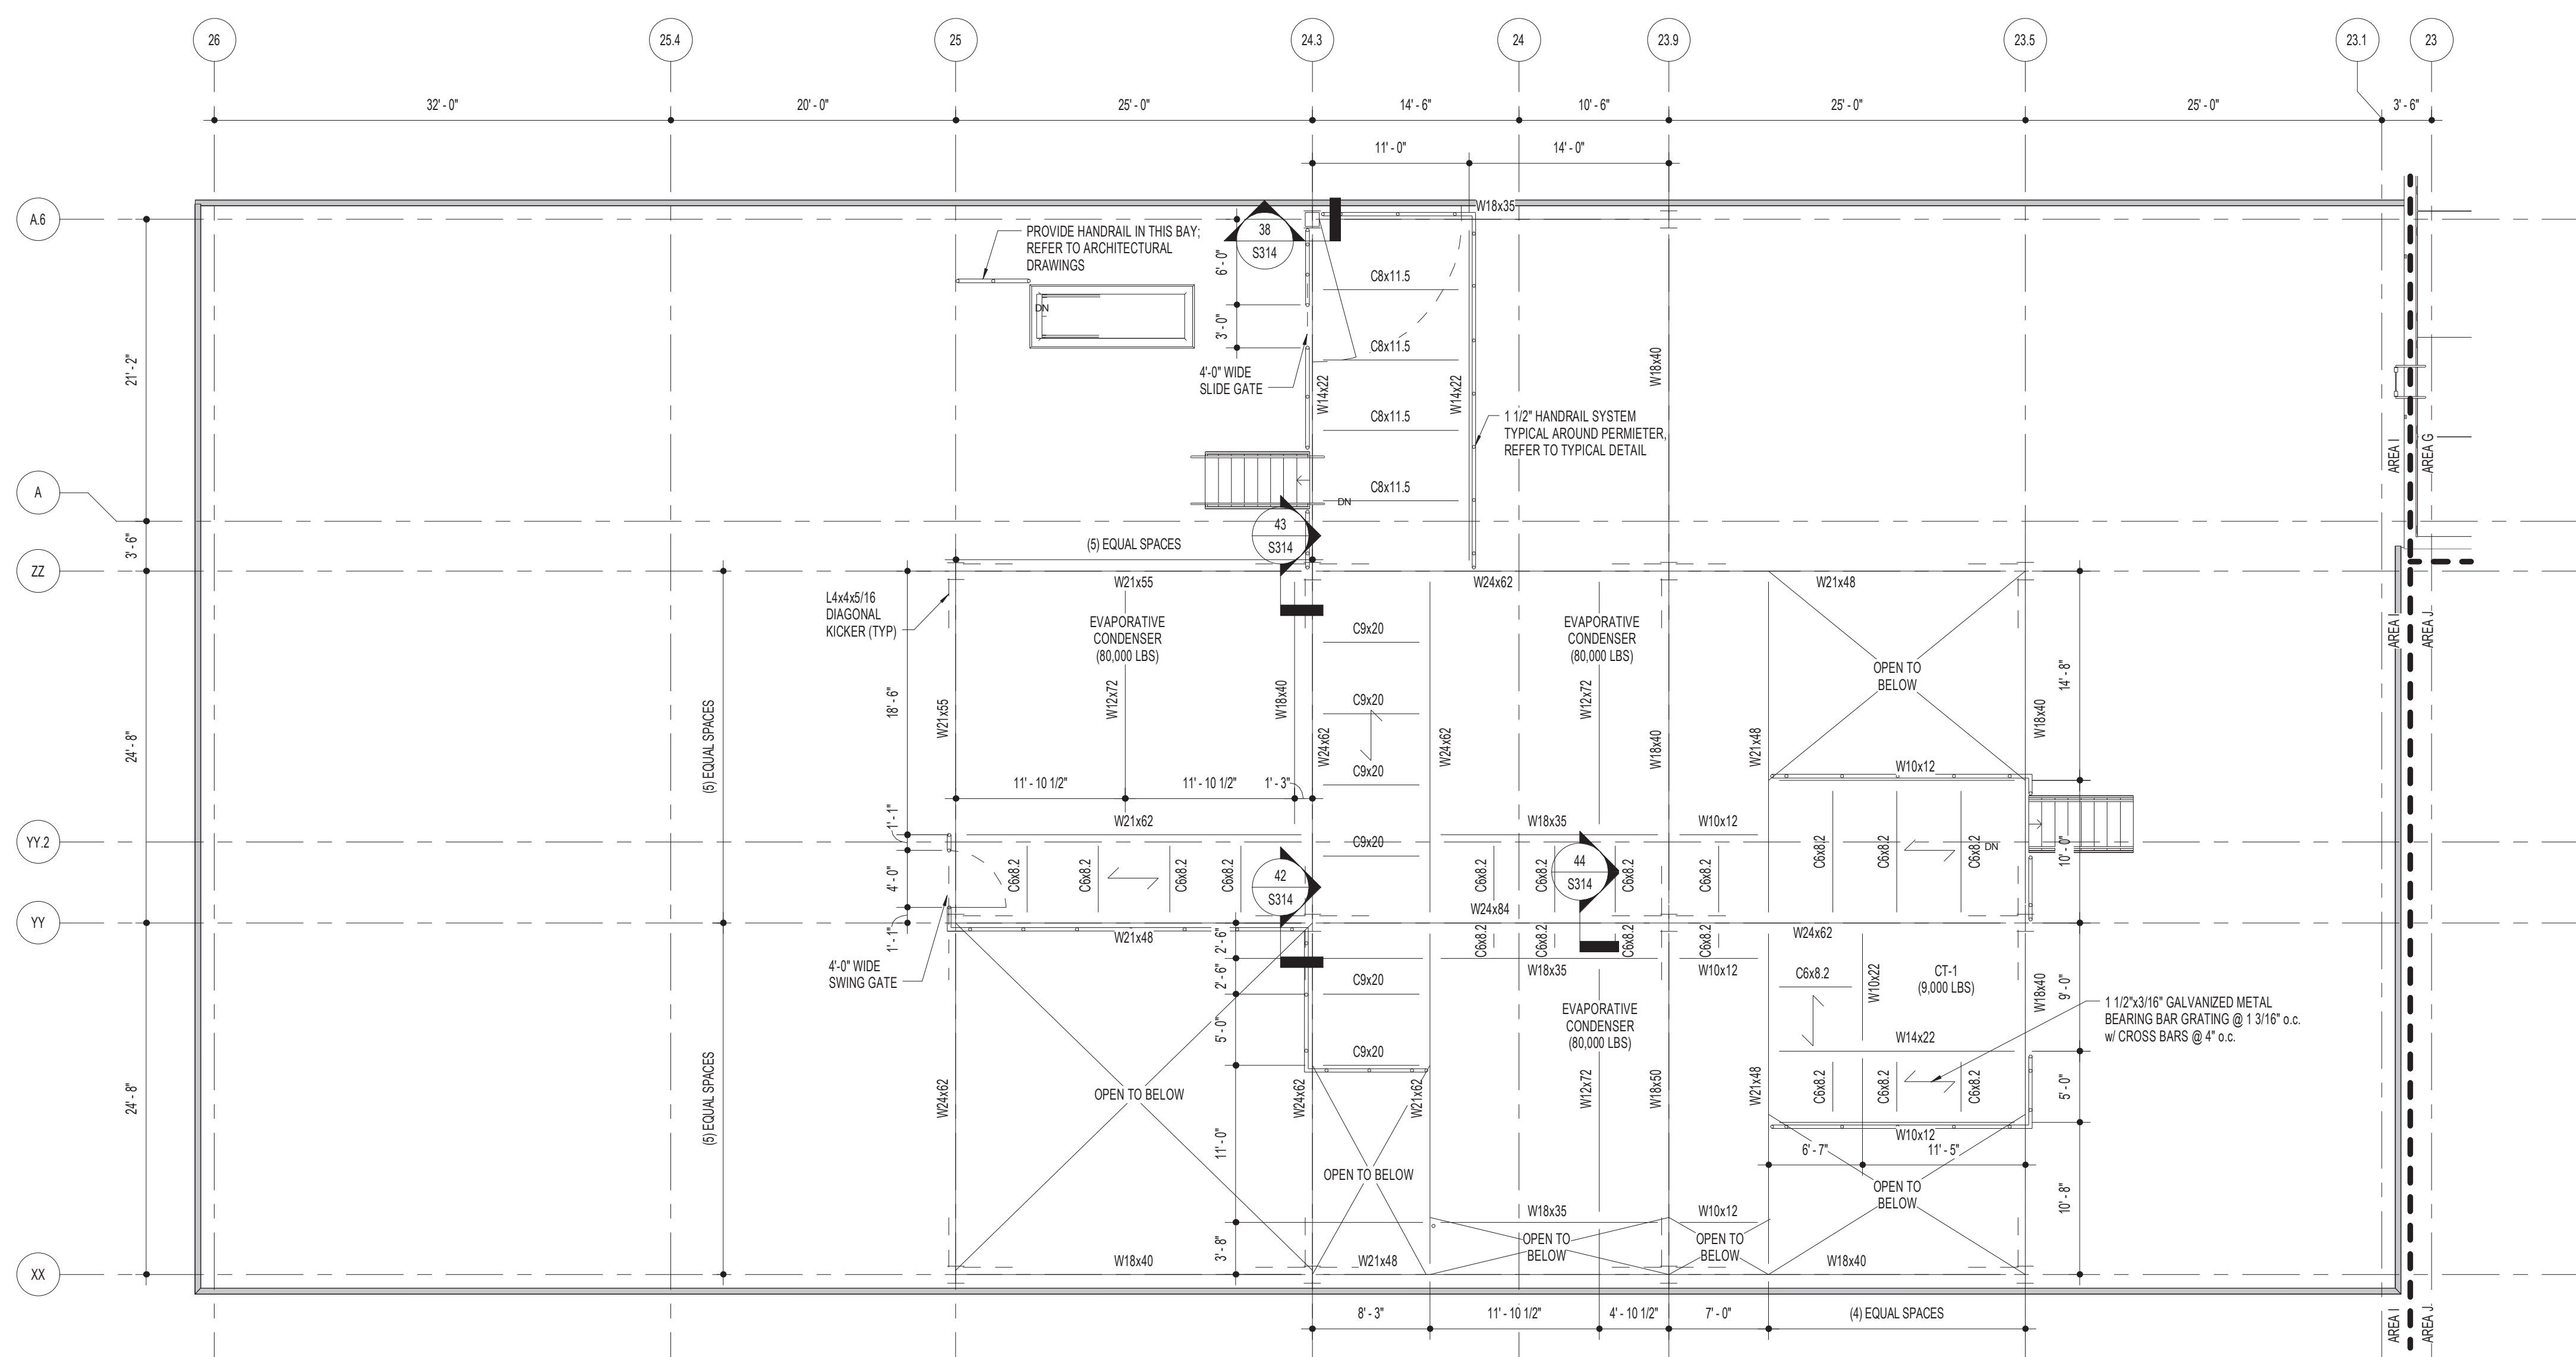 26
25.4
25
24.3
24
23.9
23.5
23.1
23
32' - 0"
20' - 0"
25' - 0"
14' - 6"
10' - 6"
25' - 0"
25' - 0"
3' - 6"
11' - 0"
14' - 0"
A.6
W18x35
PROVIDE HANDRAIL IN THIS BAY;
REFER TO ARCHITECTURAL
DRAWINGS
38
S314
6' - 0"
C8x11.5
DN
3' - 0"
C8x11.5
21' - 2"
4'-0" WIDE
SLIDE GATE
W14x22
W14x22
W18x40
C8x11.5
1 1/2" HANDRAIL SYSTEM
TYPICAL AROUND PERMIETER,
REFER TO TYPICAL DETAIL
AREA I
AREA G
A
C8x11.5
DN
43
S314
3' - 6"
(5) EQUAL SPACES
ZZ
W21x55
W24x62
W21x48
L4x4x5/16
DIAGONAL
KICKER (TYP)
EVAPORATIVE
CONDENSER
(80,000 LBS)
C9x20
EVAPORATIVE
CONDENSER
(80,000 LBS)
AREA I
AREA J
OPEN TO
BELOW
14' - 8"
18' - 6"
W21x55
W12x72
W18x40
C9x20
W12x72
W18x40
24' - 8"
(5) EQUAL SPACES
W24x62
W24x62
W18x40
W21x48
C9x20
W10x12
11' - 10 1/2"
11' - 10 1/2"
1' - 3"
1' - 1"
W21x62
W18x35
W10x12
YY.2
C9x20
DN
10' - 0"
C6x8.2
C6x8.2
C6x8.2
4' - 0"
C6x8.2
C6x8.2
C6x8.2
C6x8.2
42
S314
C6x8.2
C6x8.2
44
S314
C6x8.2
C6x8.2
W24x84
YY
1' - 1"
W21x48
2' - 6"
C6x8.2
C6x8.2
C6x8.2
C6x8.2
W24x62
4'-0" WIDE
SWING GATE
2' - 6"
C9x20
W18x35
W10x12
C6x8.2
W10x22
CT-1
(9,000 LBS)
W18x40
9' - 0"
1 1/2"x3/16" GALVANIZED METAL
BEARING BAR GRATING @ 1 3/16" o.c.
w/ CROSS BARS @ 4" o.c.
EVAPORATIVE
CONDENSER
(80,000 LBS)
5' - 0"
C9x20
W14x22
24' - 8"
(5) EQUAL SPACES
W24x62
OPEN TO BELOW
W24x62
W21x62
W12x72
W18x50
W21x48
C6x8.2
C6x8.2
C6x8.2
5' - 0"
11' - 0"
W10x12
6' - 7"
11' - 5"
OPEN TO BELOW
OPEN TO
BELOW
10' - 8"
W18x35
W10x12
3' - 8"
OPEN TO
BELOW
OPEN TO
BELOW
XX
W18x40
W21x48
W18x40
8' - 3"
11' - 10 1/2"
4' - 10 1/2"
7' - 0"
(4) EQUAL SPACES
AREA I
AREA J